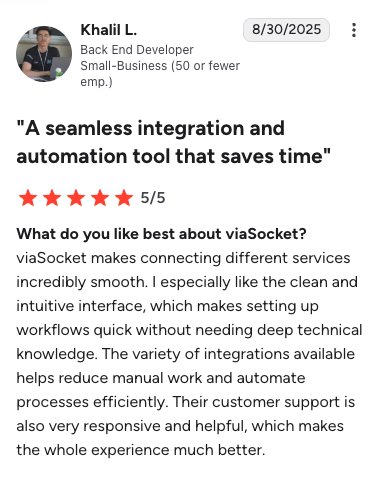 Khalil L.
8/30/2025
Back End Developer
Small-Business (50 or fewer
emp.)
"A seamless integration and
automation tool that saves time"
5/5
What do you like best about viaSocket?
viaSocket makes connecting different services
incredibly smooth. I especially like the clean and
intuitive interface, which makes setting up
workflows quick without needing deep technical
knowledge. The variety of integrations available
helps reduce manual work and automate
processes efficiently. Their customer support is
also very responsive and helpful, which makes
the whole experience much better.